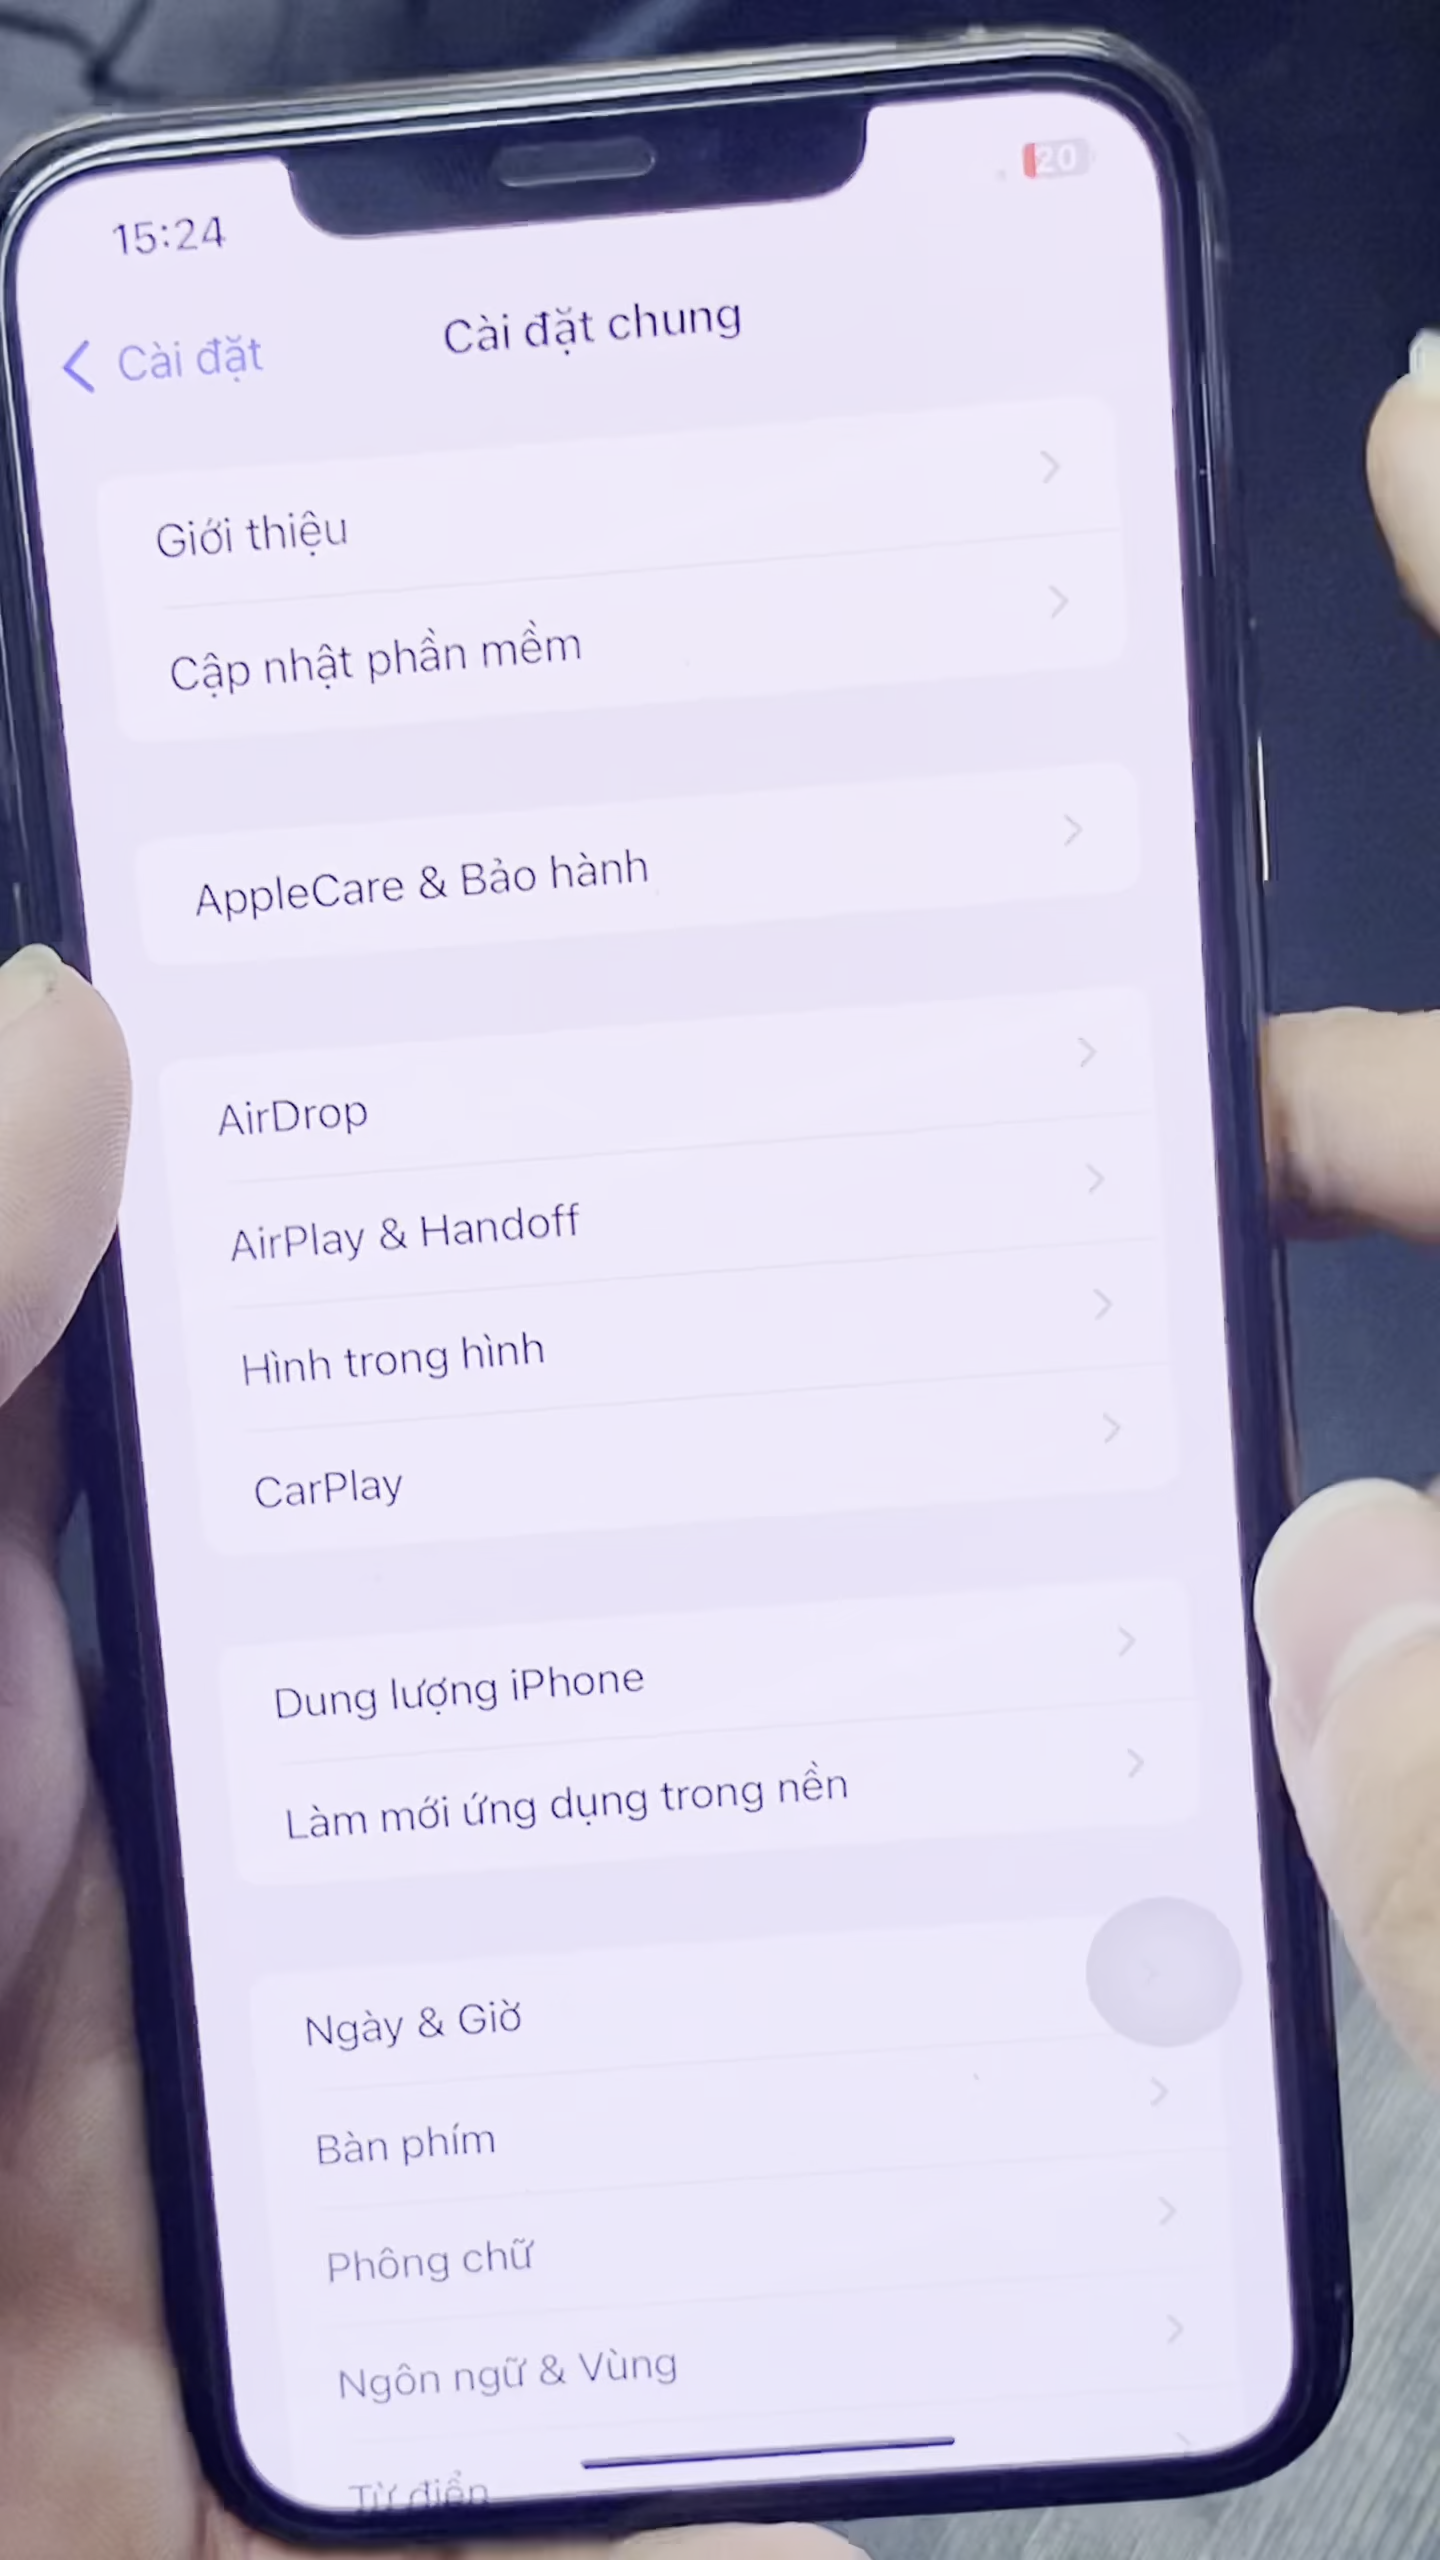 15:24
20
Cài đặt
Cài đặt chung
Giới thiệu
Cập nhật phần mềm
AppleCare & Bảo hành
AirDrop
AirPlay & Handoff
Hình trong hình
CarPlay
Dung lượng iPhone
Làm mới ứng dụng trong nền
Ngày & Giờ
Bàn phím
Phông chữ
Ngôn ngữ & Vùng
Từ điển